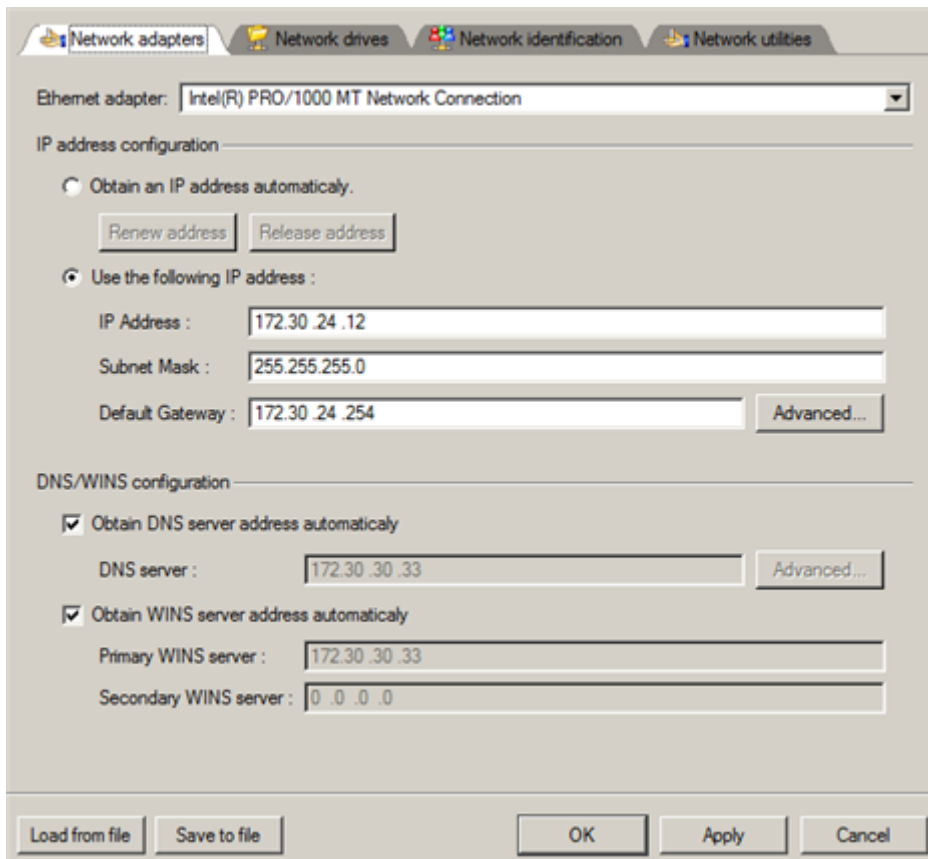 Network adapters Network drives Network identification Network utilities
Ethernet adapter: Intel(R) PRO/1000 MT Network Connection
IP address configuration
Obtain an IP address automaticaly.
Renew address Release address
Use the following IP address :
IP Address : 172.30 .24 .12
Subnet Mask : 255.255.255.0
Default Gateway : 172.30 .24 .254 Advanced...
DNS/WINS configuration
Obtain DNS server address automaticaly
DNS server : 172.30 .30 .33 Advanced...
Obtain WINS server address automaticaly
Primary WINS server : 172.30 .30 .33
Secondary WINS server : 0 .0 .0 .0
Load from file Save to file OK Apply Cancel